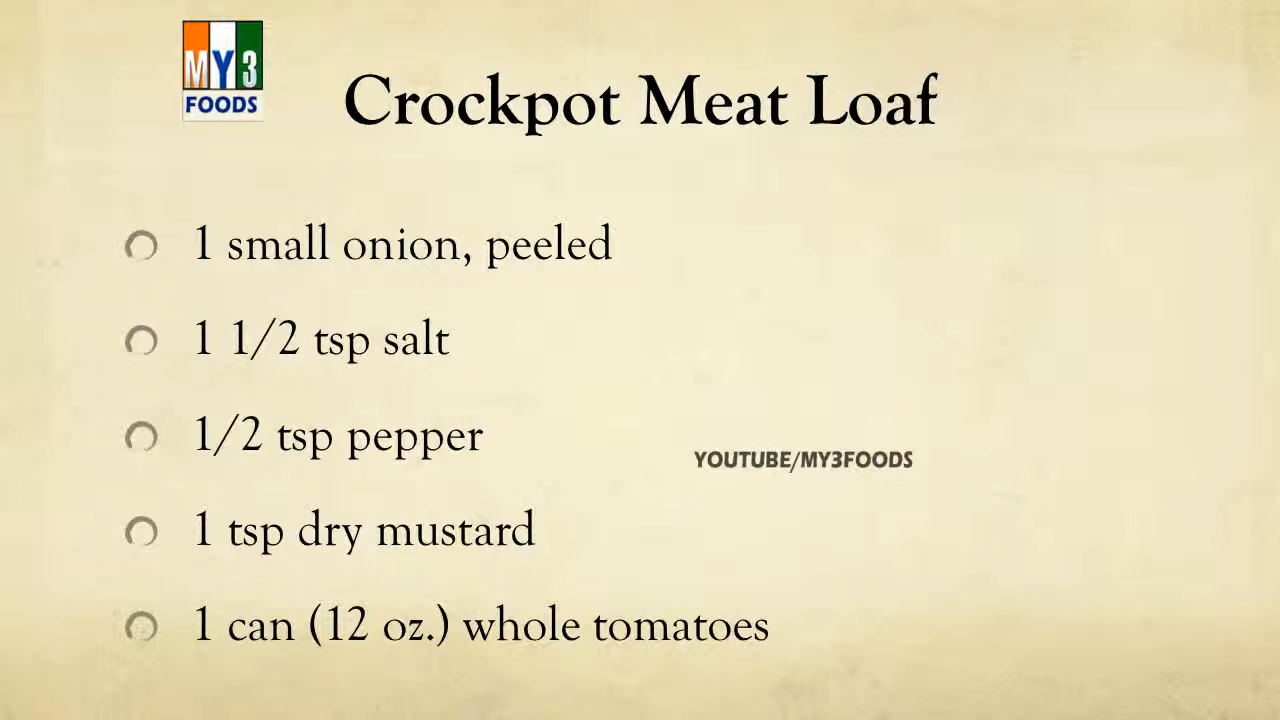 MY3
FOODS
Crockpot Meat Loaf
1 small onion, peeled
1 1/2 tsp salt
1/2 tsp pepper
YOUTUBE/MY3FOODS
1 tsp dry mustard
1 can (12 oz.) whole tomatoes